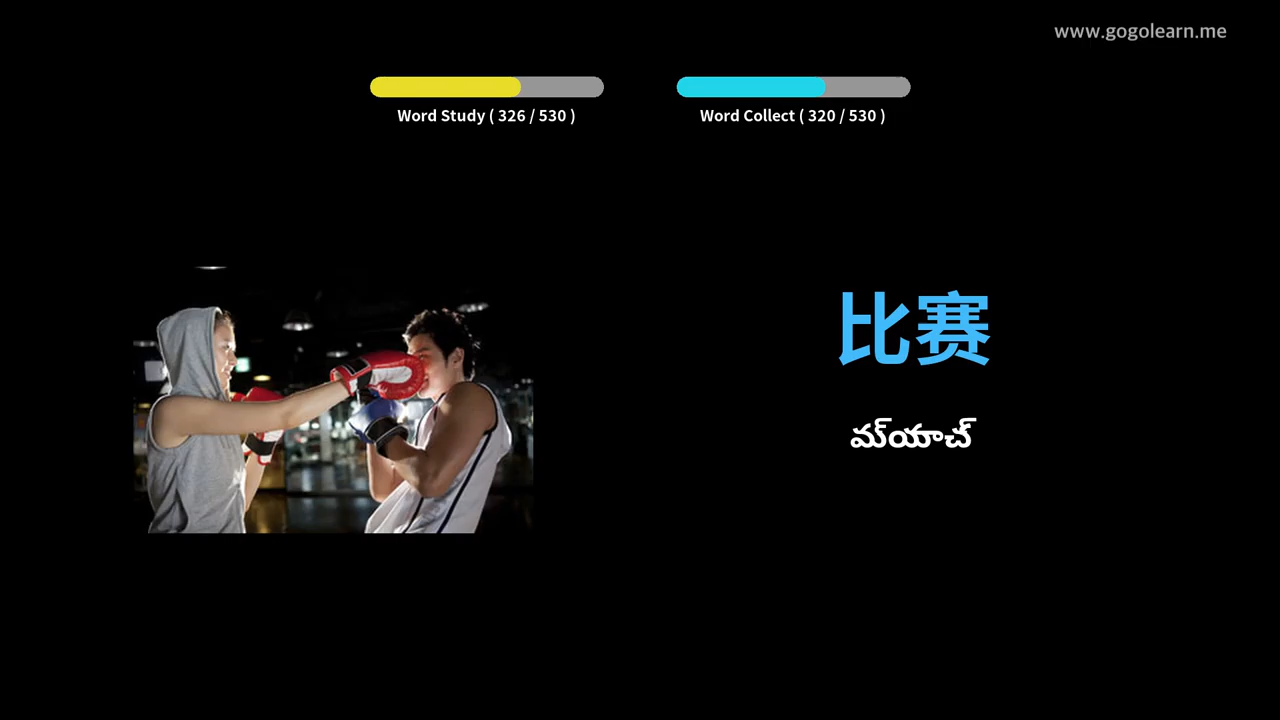 www.gogolearn.me
Word Study ( 326 / 530 )
Word Collect ( 320 / 530 )
比赛
మ్‌యాచ్